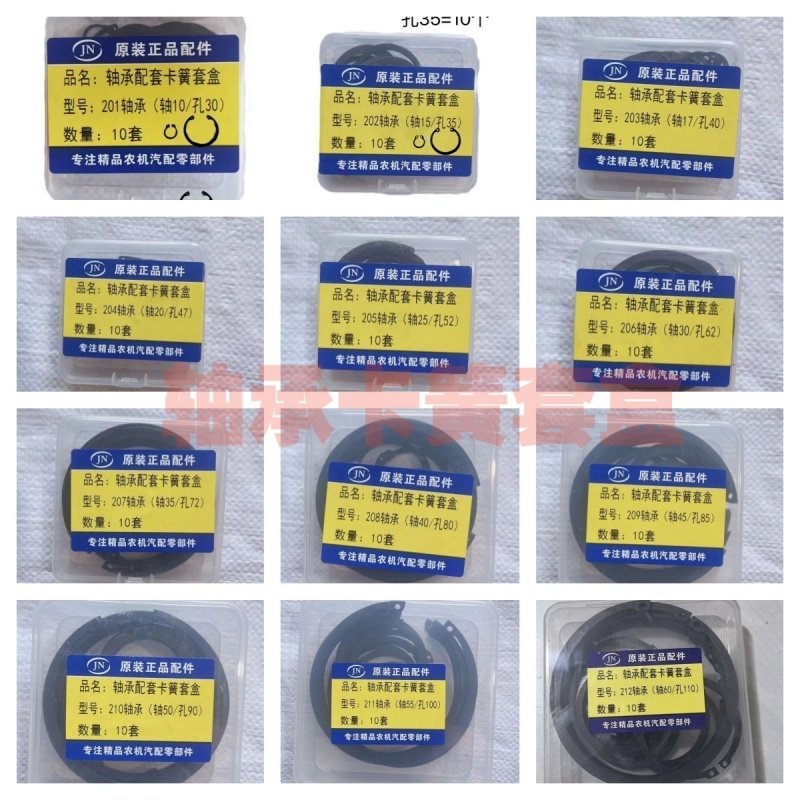 孔35=10个
JN 原装正品配件
品名：轴承配套卡簧套盒
型号：201轴承（轴10/孔30）
数量：10套
专注精品农机汽配零部件
JN 原装正品配件
品名：轴承配套卡簧套盒
型号：202轴承（轴15/孔35）
数量：10套
专注精品农机汽配零部件
JN 原装正品配件
品名：轴承配套卡簧套盒
型号：203轴承（轴17/孔40）
数量：10套
专注精品农机汽配零部件
JN 原装正品配件
品名：轴承配套卡簧套盒
型号：204轴承（轴20/孔47）
数量：10套
专注精品农机汽配零部件
JN 原装正品配件
品名：轴承配套卡簧套盒
型号：205轴承（轴25/孔52）
数量：10套
专注精品农机汽配零部件
JN 原装正品配件
品名：轴承配套卡簧套盒
型号：206轴承（轴30/孔62）
数量：10套
专注精品农机汽配零部件
轴承卡簧套盒
JN 原装正品配件
品名：轴承配套卡簧套盒
型号：207轴承（轴35/孔72）
数量：10套
专注精品农机汽配零部件
JN 原装正品配件
品名：轴承配套卡簧套盒
型号：208轴承（轴40/孔80）
数量：10套
专注精品农机汽配零部件
JN 原装正品配件
品名：轴承配套卡簧套盒
型号：209轴承（轴45/孔85）
数量：10套
专注精品农机汽配零部件
JN 原装正品配件
品名：轴承配套卡簧套盒
型号：210轴承（轴50/孔90）
数量：10套
专注精品农机汽配零部件
JN 原装正品配件
品名：轴承配套卡簧套盒
型号：211轴承（轴55/孔100）
数量：10套
专注精品农机汽配零部件
JN 原装正品配件
品名：轴承配套卡簧套盒
型号：212轴承（轴60/孔110）
数量：10套
专注精品农机汽配零部件